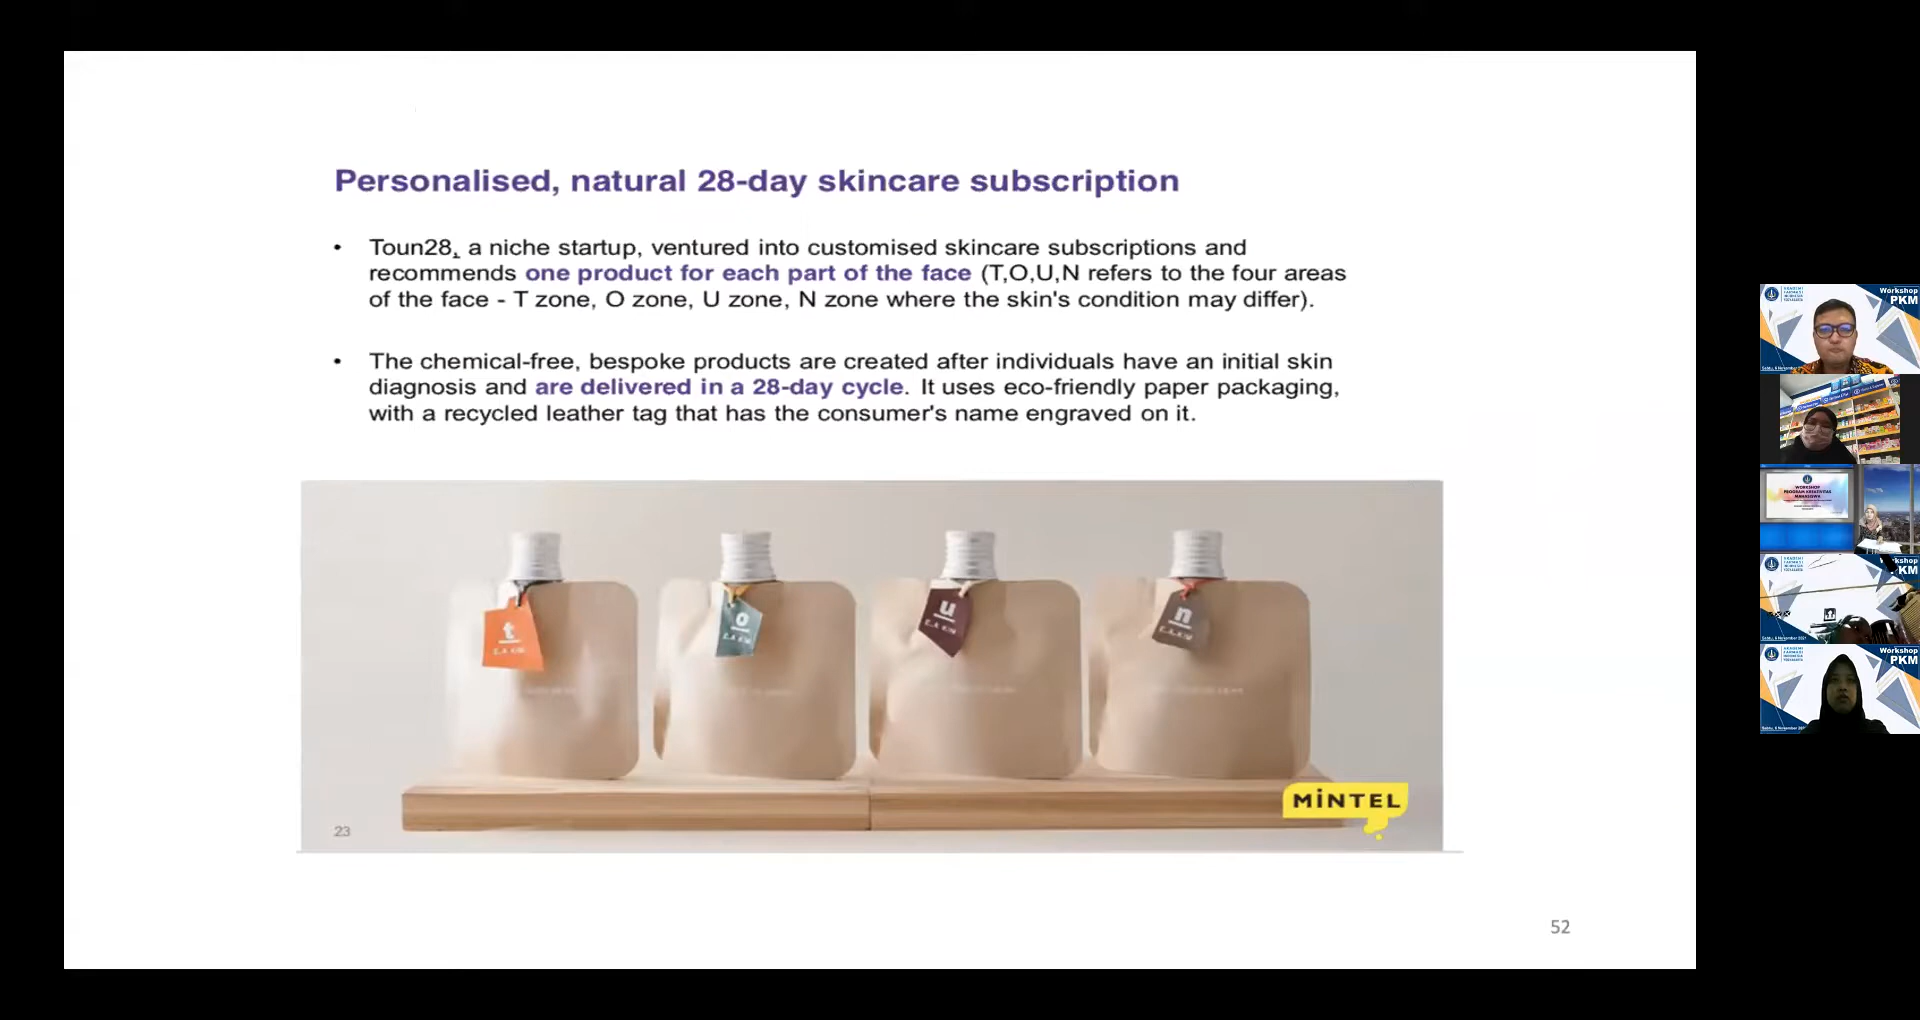 Personalised, natural 28-day skincare subscription
• Toun28, a niche startup, ventured into customised skincare subscriptions and
recommends one product for each part of the face (T,O,U,N refers to the four areas
of the face - T zone, O zone, U zone, N zone where the skin's condition may differ).
• The chemical-free, bespoke products are created after individuals have an initial skin
diagnosis and are delivered in a 28-day cycle. It uses eco-friendly paper packaging,
with a recycled leather tag that has the consumer's name engraved on it.
t
o
u
n
MiNTEL
23
52
Workshop
PKM
WORKSHOP
PROGRAM KREATIVITAS
MAHASISWA
Workshop
PKM